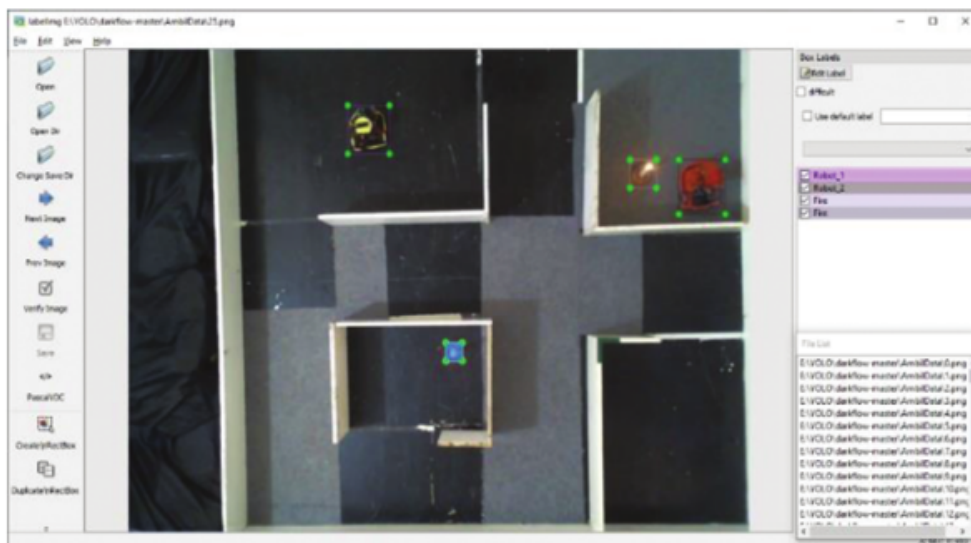 labelImg E:\YOLO\darkflow-master\AmbilData\25.png
File Edit View Help
Open
Open Dir
Change Save Dir
Next Image
Prev Image
Verify Image
Save
</>
PascalVOC
Create\nRectBox
Duplicate\nRectBox
Box Labels
Edit Label
difficult
Use default label
Robot_1
Robot_2
Fire
Fire
File List
E:\YOLO\darkflow-master\AmbilData\0.png
E:\YOLO\darkflow-master\AmbilData\1.png
E:\YOLO\darkflow-master\AmbilData\2.png
E:\YOLO\darkflow-master\AmbilData\3.png
E:\YOLO\darkflow-master\AmbilData\4.png
E:\YOLO\darkflow-master\AmbilData\5.png
E:\YOLO\darkflow-master\AmbilData\6.png
E:\YOLO\darkflow-master\AmbilData\7.png
E:\YOLO\darkflow-master\AmbilData\8.png
E:\YOLO\darkflow-master\AmbilData\9.png
E:\YOLO\darkflow-master\AmbilData\10.png
E:\YOLO\darkflow-master\AmbilData\11.png
E:\YOLO\darkflow-master\AmbilData\12.png